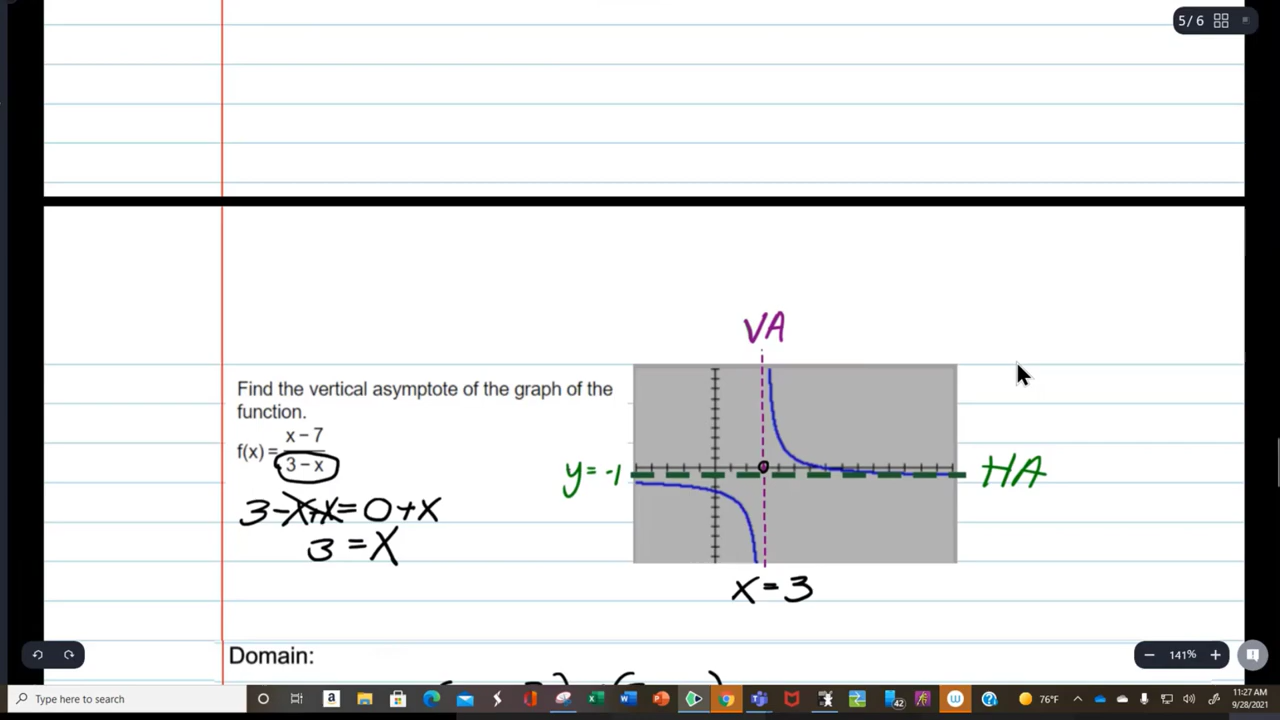 5/6
VA
Find the vertical asymptote of the graph of the
function.
f(x) = x − 7
3 − x
3-x+x=0+x
3=x
y=-1
HA
x=3
Domain:
141%
Type here to search
42
76°F
11:27 AM
9/28/2021